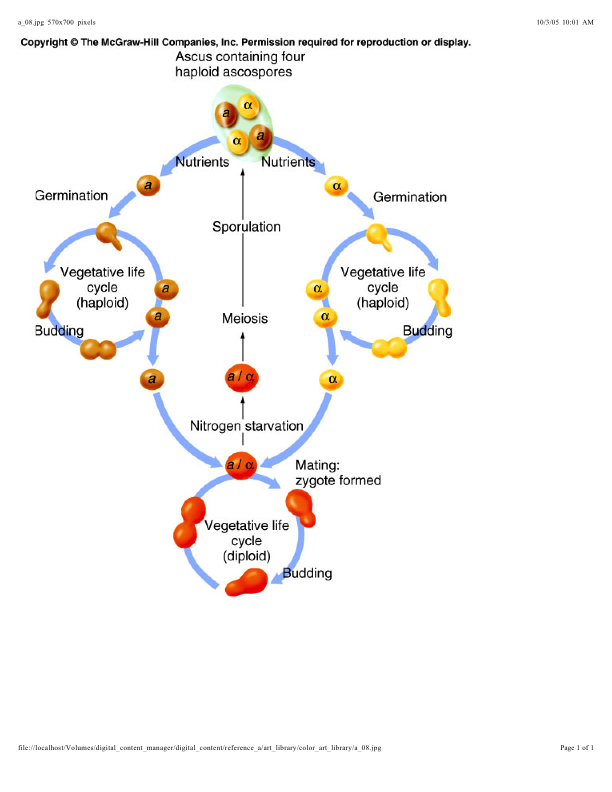 a_08.jpg 570x700 pixels
10/3/05 10:01 AM
Copyright © The McGraw-Hill Companies, Inc. Permission required for reproduction or display.
Ascus containing four
haploid ascospores
a
α
α
a
Nutrients
Nutrients
a
α
Germination
Germination
Sporulation
Vegetative life
cycle
(haploid)
Vegetative life
cycle
(haploid)
a
α
a
α
Meiosis
Budding
Budding
a
a / α
α
Nitrogen starvation
a / α
Mating:
zygote formed
Vegetative life
cycle
(diploid)
Budding
file://localhost/Volumes/digital_content_manager/digital_content/reference_a/art_library/color_art_library/a_08.jpg
Page 1 of 1